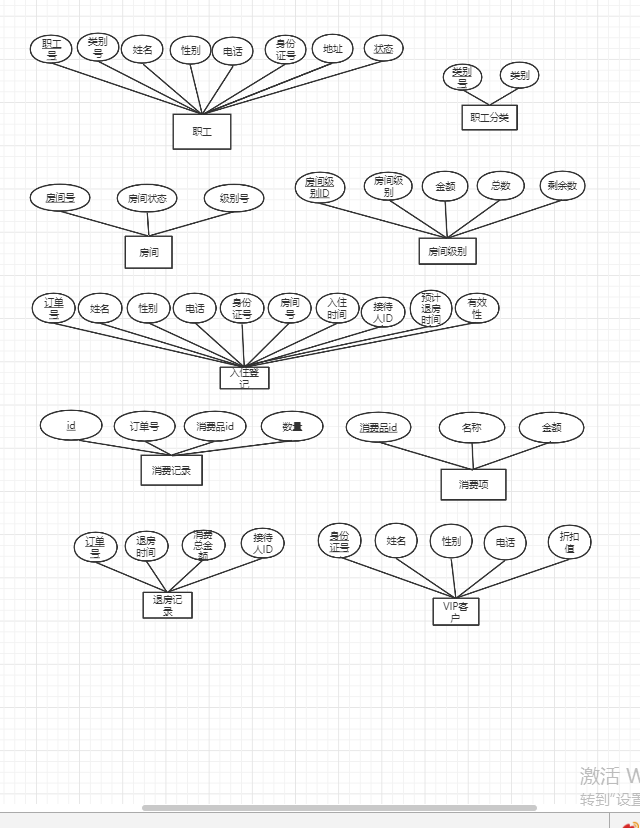 职工
号
类别
号
姓名
性别
电话
身份
证号
地址
状态
职工
类别
号
类别
职工分类
房间号
房间状态
级别号
房间
房间级
别ID
房间级
别
金额
总数
剩余数
房间级别
订单
号
姓名
性别
电话
身份
证号
房间
号
入住
时间
接待
人ID
预计
退房
时间
有效
性
入住登
记
id
订单号
消费品id
数量
消费记录
消费品id
名称
金额
消费项
订单
号
退房
时间
消费
总金
额
接待
人ID
退房记
录
身份
证号
姓名
性别
电话
折扣
值
VIP客
户
激活 W
转到"设置